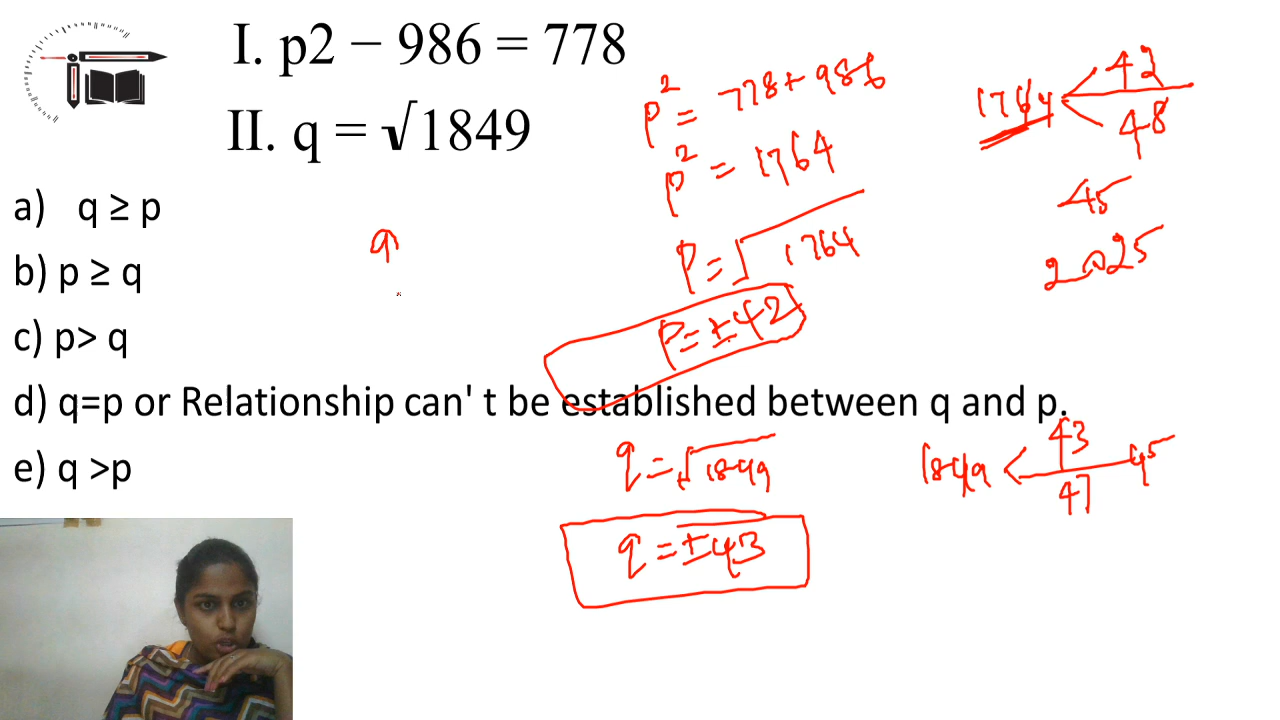 I. p2 − 986 = 778
II. q = √1849
a) q ≥ p
b) p ≥ q
c) p> q
d) q=p or Relationship can' t be established between q and p.
e) q >p
p² = 778 + 986
p² = 1764
p = √1764
p = ±42
1764 < 42
48
45
2025
q
q = √1849
q = ±43
1849 < 43
47
45